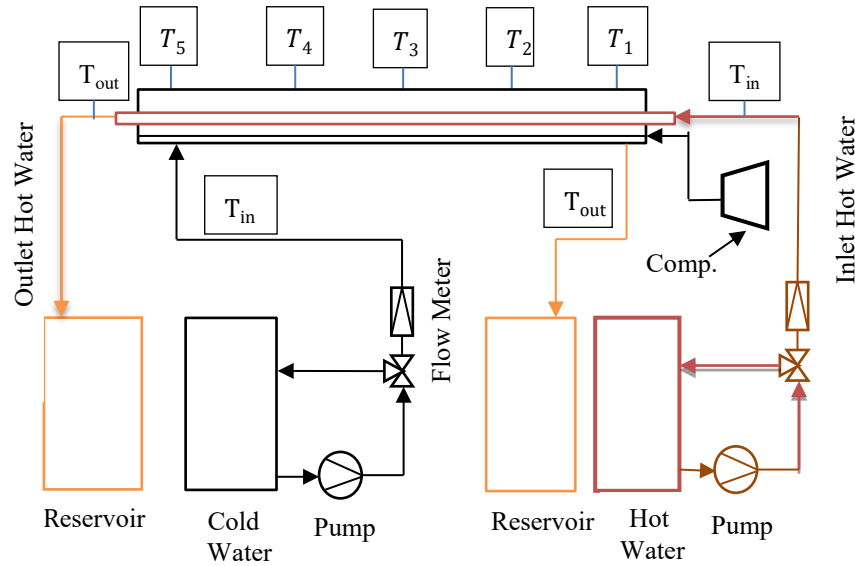 T5
T4
T3
T2
T1
Tout
Tin
Outlet Hot Water
Inlet Hot Water
Tin
Tout
Comp.
Flow Meter
Reservoir
Cold
Water
Pump
Reservoir
Hot
Water
Pump